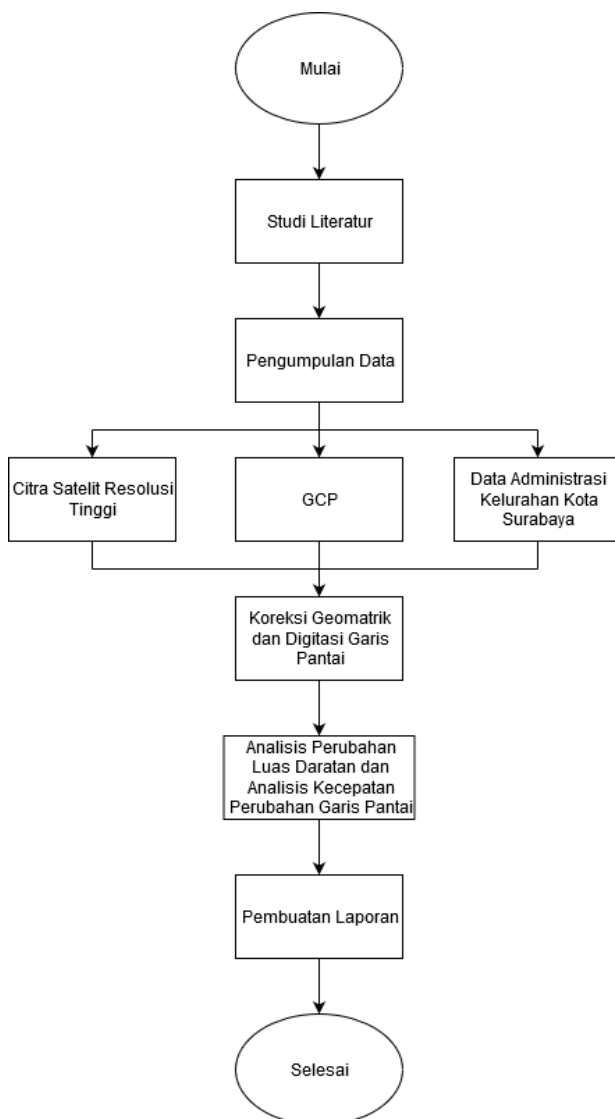 Mulai
Studi Literatur
Pengumpulan Data
Citra Satelit Resolusi
Tinggi
GCP
Data Administrasi
Kelurahan Kota
Surabaya
Koreksi Geomatrik
dan Digitasi Garis
Pantai
Analisis Perubahan
Luas Daratan dan
Analisis Kecepatan
Perubahan Garis Pantai
Pembuatan Laporan
Selesai